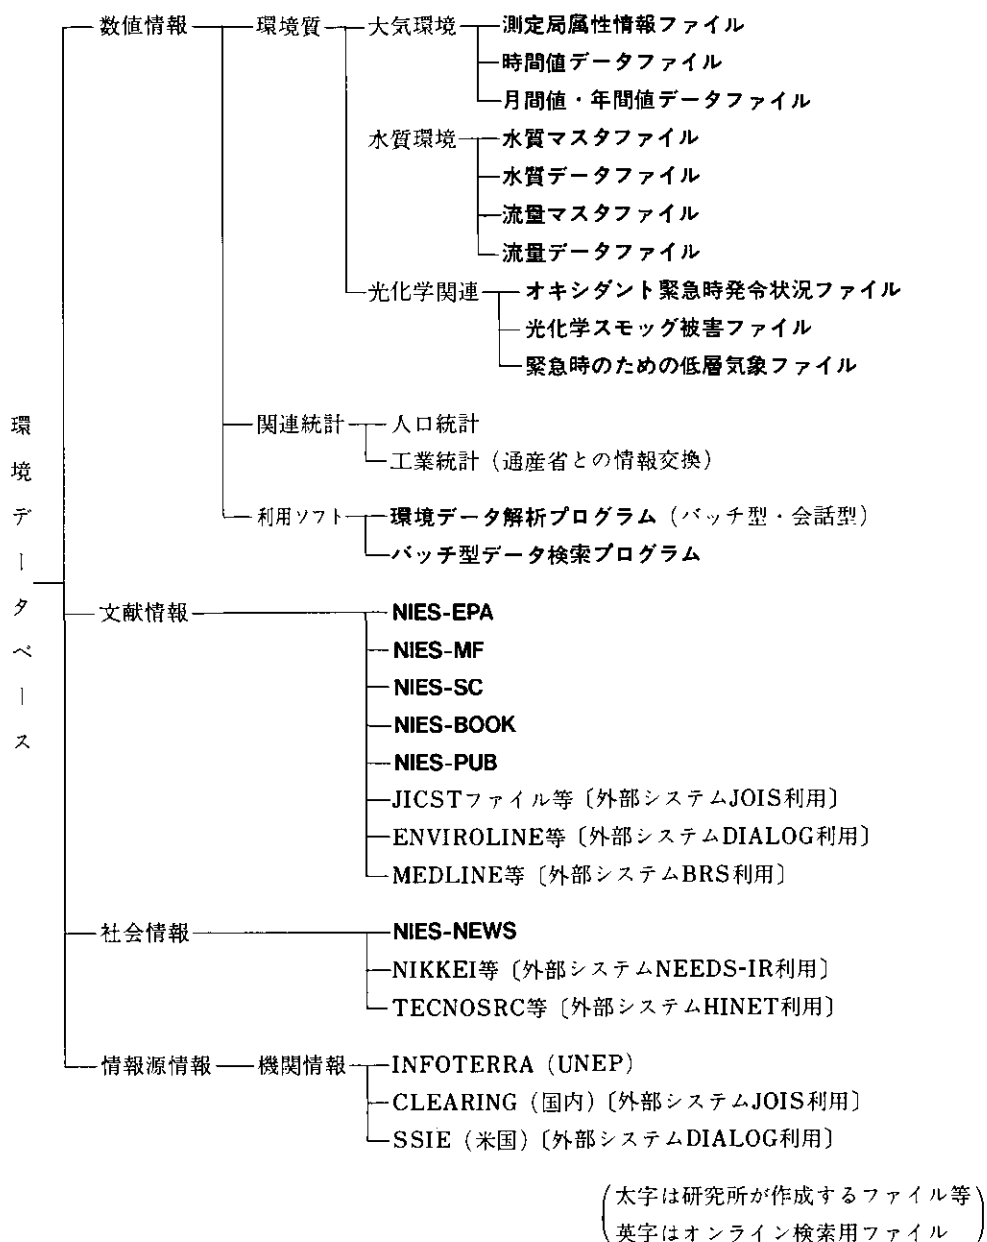 数値情報 環境質 大気環境 測定局属性情報ファイル
時間値データファイル
月間値・年間値データファイル
水質環境 水質マスタファイル
水質データファイル
流量マスタファイル
流量データファイル
光化学関連 オキシダント緊急時発令状況ファイル
光化学スモッグ被害ファイル
緊急時のための低層気象ファイル
関連統計 人口統計
工業統計（通産省との情報交換）
利用ソフト 環境データ解析プログラム（バッチ型・会話型）
バッチ型データ検索プログラム
環境データベース
文献情報 NIES-EPA
NIES-MF
NIES-SC
NIES-BOOK
NIES-PUB
JICSTファイル等〔外部システムJOIS利用〕
ENVIROLINE等〔外部システムDIALOG利用〕
MEDLINE等〔外部システムBRS利用〕
社会情報 NIES-NEWS
NIKKEI等〔外部システムNEEDS-IR利用〕
TECNOSRC等〔外部システムHINET利用〕
情報源情報 機関情報 INFOTERRA（UNEP）
CLEARING（国内）〔外部システムJOIS利用〕
SSIE（米国）〔外部システムDIALOG利用〕
太字は研究所が作成するファイル等
英字はオンライン検索用ファイル